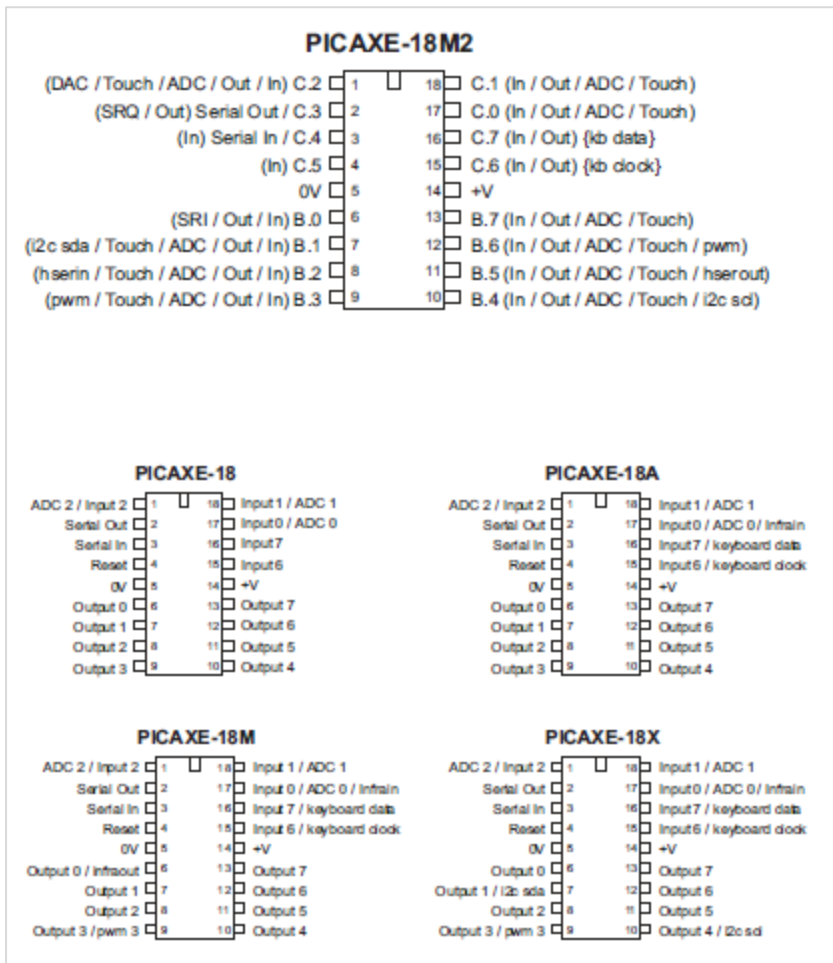 PICAXE-18M2
(DAC / Touch / ADC / Out / In) C.2 1 18 C.1 (In / Out / ADC / Touch)
(SRQ / Out) Serial Out / C.3 2 17 C.0 (In / Out / ADC / Touch)
(In) Serial In / C.4 3 16 C.7 (In / Out) {kb data}
(In) C.5 4 15 C.6 (In / Out) {kb clock}
0V 5 14 +V
(SRI / Out / In) B.0 6 13 B.7 (In / Out / ADC / Touch)
(i2c sda / Touch / ADC / Out / In) B.1 7 12 B.6 (In / Out / ADC / Touch / pwm)
(hserin / Touch / ADC / Out / In) B.2 8 11 B.5 (In / Out / ADC / Touch / hserout)
(pwm / Touch / ADC / Out / In) B.3 9 10 B.4 (In / Out / ADC / Touch / i2c scl)
PICAXE-18
ADC 2 / Input 2 1 18 Input 1 / ADC 1
Serial Out 2 17 Input 0 / ADC 0
Serial In 3 16 Input 7
Reset 4 15 Input 6
0V 5 14 +V
Output 0 6 13 Output 7
Output 1 7 12 Output 6
Output 2 8 11 Output 5
Output 3 9 10 Output 4
PICAXE-18A
ADC 2 / Input 2 1 18 Input 1 / ADC 1
Serial Out 2 17 Input 0 / ADC 0 / Infrain
Serial In 3 16 Input 7 / keyboard data
Reset 4 15 Input 6 / keyboard clock
0V 5 14 +V
Output 0 6 13 Output 7
Output 1 7 12 Output 6
Output 2 8 11 Output 5
Output 3 9 10 Output 4
PICAXE-18M
ADC 2 / Input 2 1 18 Input 1 / ADC 1
Serial Out 2 17 Input 0 / ADC 0 / Infrain
Serial In 3 16 Input 7 / keyboard data
Reset 4 15 Input 6 / keyboard clock
0V 5 14 +V
Output 0 / infraout 6 13 Output 7
Output 1 7 12 Output 6
Output 2 8 11 Output 5
Output 3 / pwm 3 9 10 Output 4
PICAXE-18X
ADC 2 / Input 2 1 18 Input 1 / ADC 1
Serial Out 2 17 Input 0 / ADC 0 / Infrain
Serial In 3 16 Input 7 / keyboard data
Reset 4 15 Input 6 / keyboard clock
0V 5 14 +V
Output 0 6 13 Output 7
Output 1 / i2c sda 7 12 Output 6
Output 2 8 11 Output 5
Output 3 / pwm 3 9 10 Output 4 / i2c scl